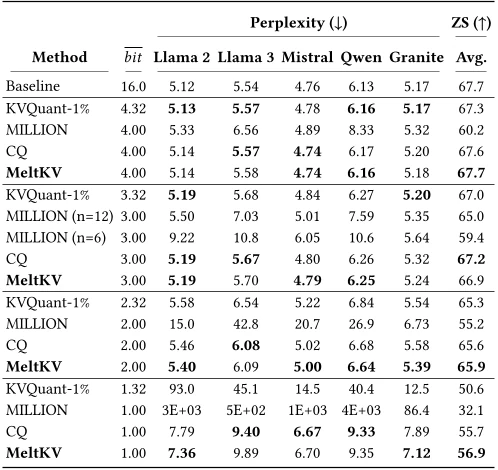 Perplexity (↓) ZS (↑)
Method bit Llama 2 Llama 3 Mistral Qwen Granite Avg.
Baseline 16.0 5.12 5.54 4.76 6.13 5.17 67.7
KVQuant-1% 4.32 5.13 5.57 4.78 6.16 5.17 67.3
MILLION 4.00 5.33 6.56 4.89 8.33 5.32 60.2
CQ 4.00 5.14 5.57 4.74 6.17 5.20 67.6
MeltKV 4.00 5.14 5.58 4.74 6.16 5.18 67.7
KVQuant-1% 3.32 5.19 5.68 4.84 6.27 5.20 67.0
MILLION (n=12) 3.00 5.50 7.03 5.01 7.59 5.35 65.0
MILLION (n=6) 3.00 9.22 10.8 6.05 10.6 5.64 59.4
CQ 3.00 5.19 5.67 4.80 6.26 5.32 67.2
MeltKV 3.00 5.19 5.70 4.79 6.25 5.24 66.9
KVQuant-1% 2.32 5.58 6.54 5.22 6.84 5.54 65.3
MILLION 2.00 15.0 42.8 20.7 26.9 6.73 55.2
CQ 2.00 5.46 6.08 5.02 6.68 5.58 65.6
MeltKV 2.00 5.40 6.09 5.00 6.64 5.39 65.9
KVQuant-1% 1.32 93.0 45.1 14.5 40.4 12.5 50.6
MILLION 1.00 3E+03 5E+02 1E+03 4E+03 86.4 32.1
CQ 1.00 7.79 9.40 6.67 9.33 7.89 55.7
MeltKV 1.00 7.36 9.89 6.70 9.35 7.12 56.9